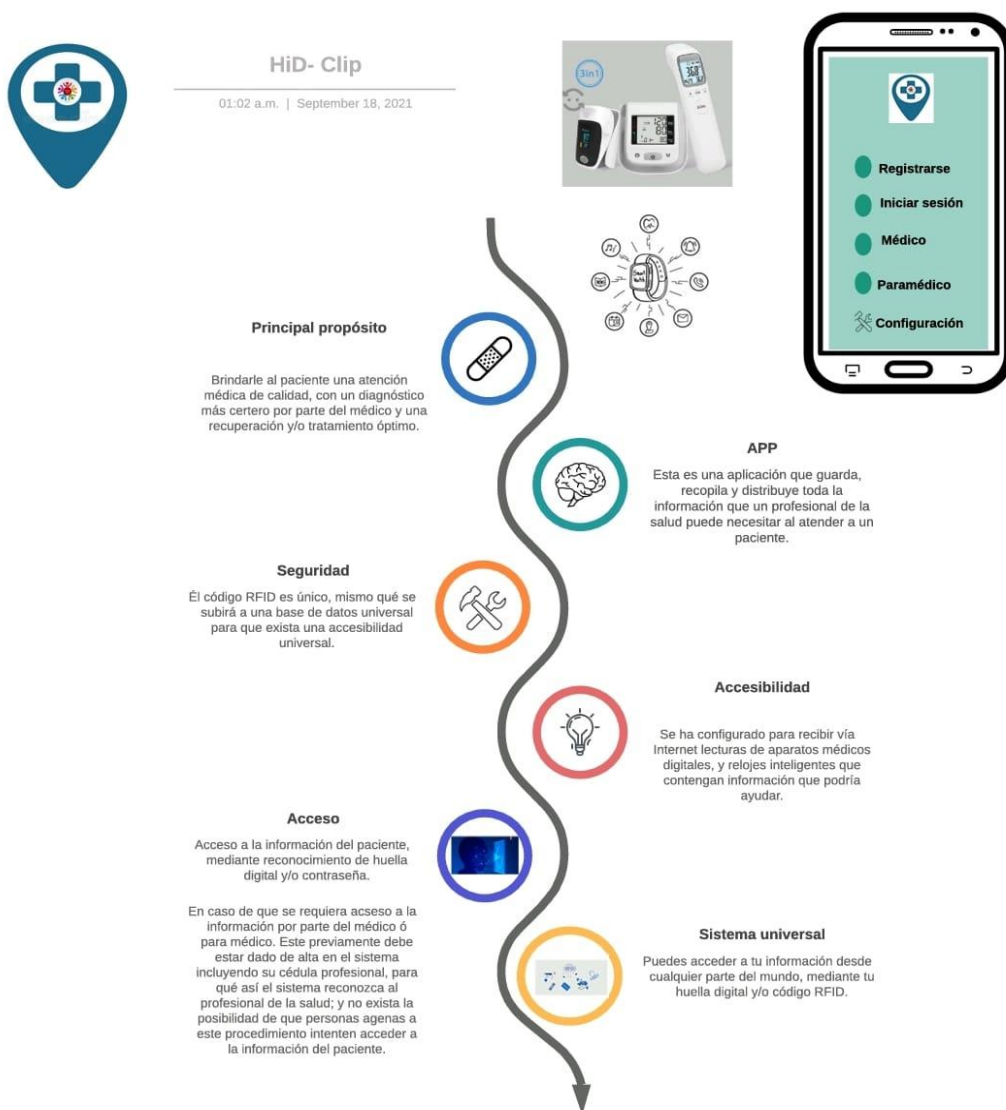 HiD- Clip
01:02 a.m. | September 18, 2021
3in1
Registrarse
Iniciar sesión
Médico
Paramédico
Configuración
Principal propósito
Brindarle al paciente una atención
médica de calidad, con un diagnóstico
más certero por parte del médico y una
recuperación y/o tratamiento óptimo.
APP
Esta es una aplicación que guarda,
recopila y distribuye toda la
información que un profesional de la
salud puede necesitar al atender a un
paciente.
Seguridad
Él código RFID es único, mismo qué se
subirá a una base de datos universal
para que exista una accesibilidad
universal.
Accesibilidad
Se ha configurado para recibir vía
Internet lecturas de aparatos médicos
digitales, y relojes inteligentes que
contengan información que podría
ayudar.
Acceso
Acceso a la información del paciente,
mediante reconocimiento de huella
digital y/o contraseña.
En caso de que se requiera acseso a la
información por parte del médico ó
para médico. Este previamente debe
estar dado de alta en el sistema
incluyendo su cédula profesional, para
qué así el sistema reconozca al
profesional de la salud; y no exista la
posibilidad de que personas agenas a
este procedimiento intenten acceder a
la información del paciente.
Sistema universal
Puedes acceder a tu información desde
cualquier parte del mundo, mediante tu
huella digital y/o código RFID.